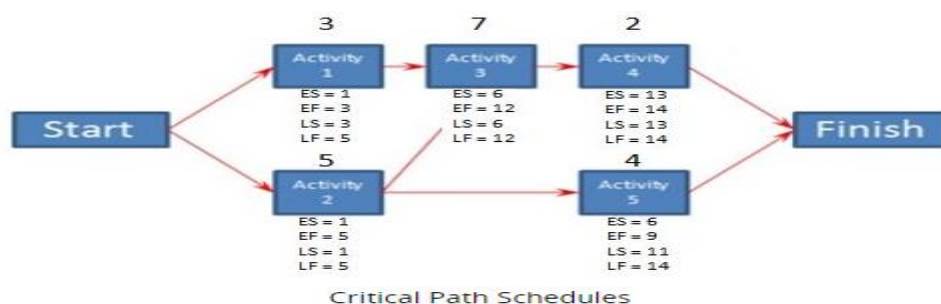 3
7
2
Activity
1
Activity
3
Activity
4
ES = 1
EF = 3
LS = 3
LF = 5
ES = 6
EF = 12
LS = 6
LF = 12
ES = 13
EF = 14
LS = 13
LF = 14
Start
Finish
5
4
Activity
2
Activity
5
ES = 1
EF = 5
LS = 1
LF = 5
ES = 6
EF = 9
LS = 11
LF = 14
Critical Path Schedules